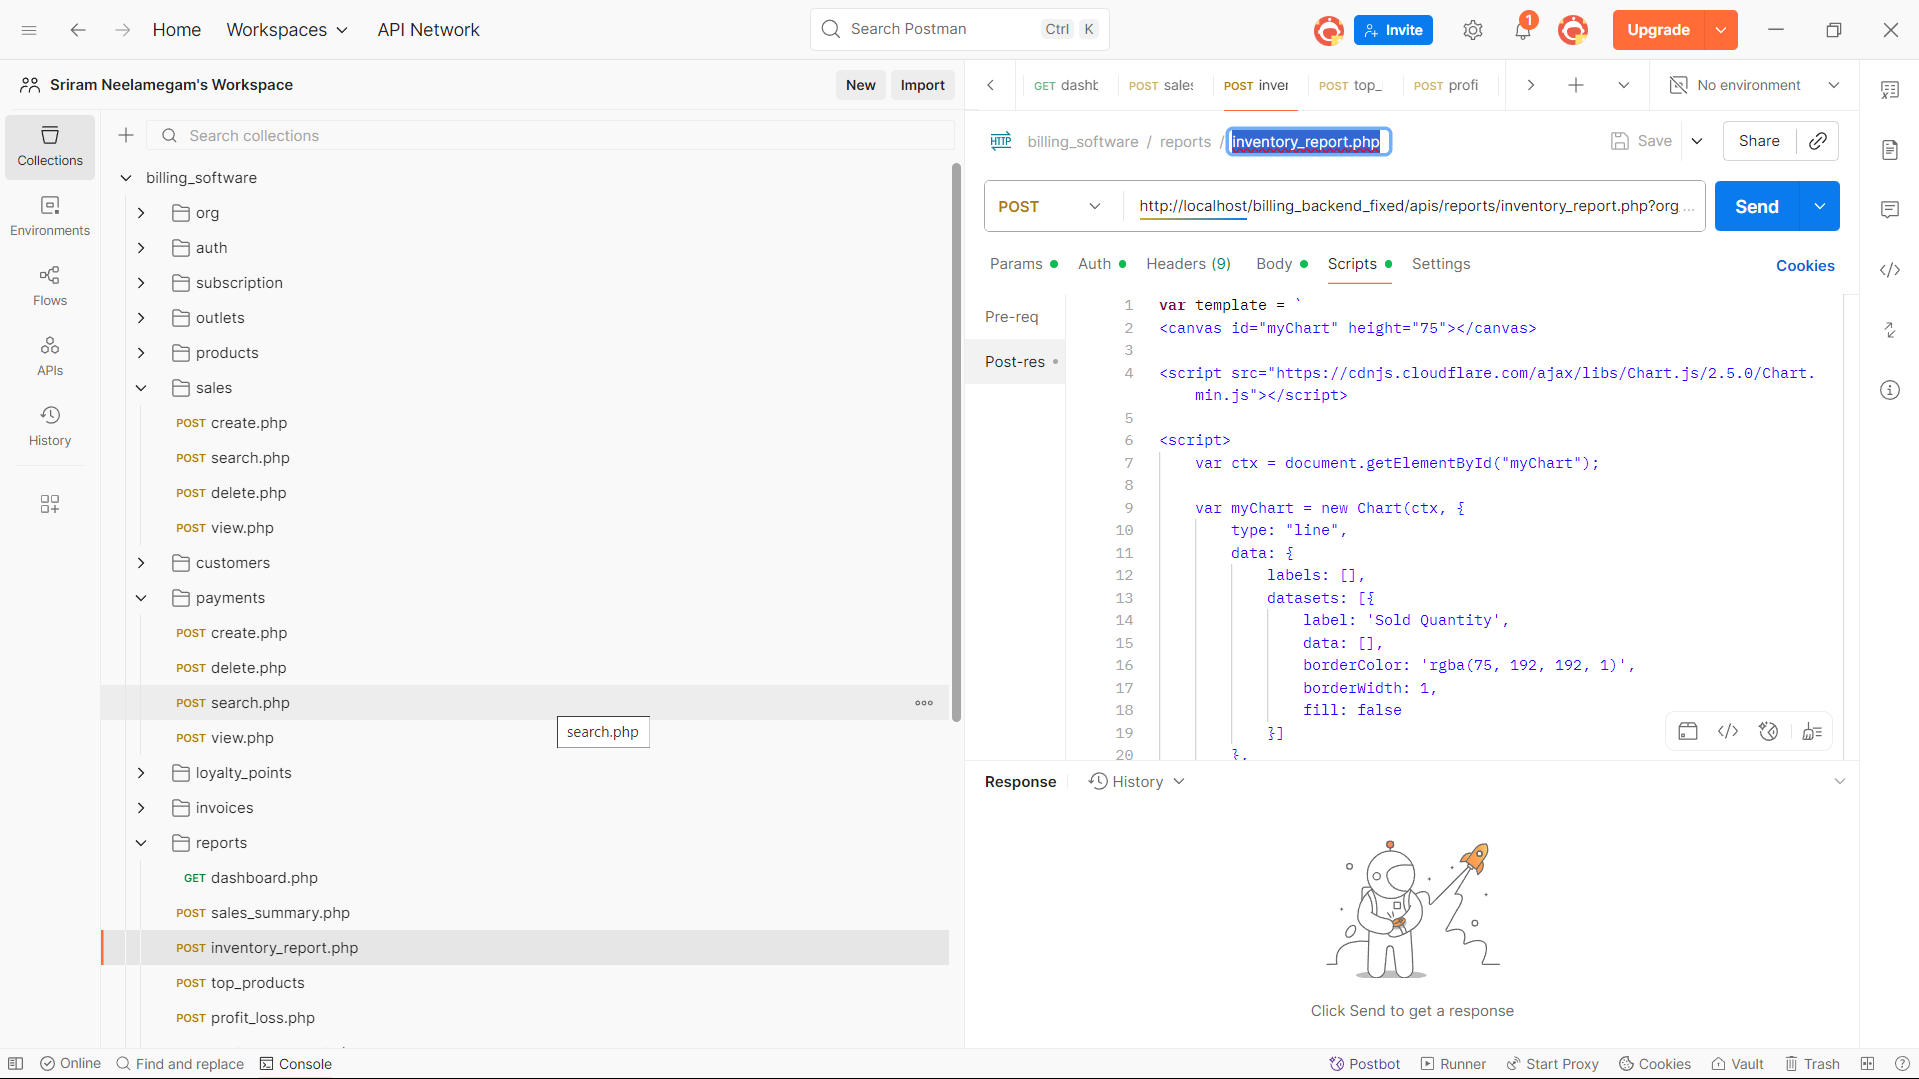 Home
Workspaces
API Network
Search Postman
Ctrl
K
Invite
1
Upgrade
Sriram Neelamegam's Workspace
New
Import
GET dashb
POST sales
POST inver
POST top_
POST profi
No environment
Collections
Environments
Flows
APIs
History
Search collections
billing_software
org
auth
subscription
outlets
products
sales
POST create.php
POST search.php
POST delete.php
POST view.php
customers
payments
POST create.php
POST delete.php
POST search.php
search.php
POST view.php
loyalty_points
invoices
reports
GET dashboard.php
POST sales_summary.php
POST inventory_report.php
POST top_products
POST profit_loss.php
HTTP
billing_software / reports / inventory_report.php
Save
Share
POST
http://localhost/billing_backend_fixed/apis/reports/inventory_report.php?org ...
Send
Params
Auth
Headers (9)
Body
Scripts
Settings
Cookies
Pre-req
Post-res
1 var template = `
2 <canvas id="myChart" height="75"></canvas>
3
4 <script src="https://cdnjs.cloudflare.com/ajax/libs/Chart.js/2.5.0/Chart.
min.js"></script>
5
6 <script>
7 var ctx = document.getElementById("myChart");
8
9 var myChart = new Chart(ctx, {
10 type: "line",
11 data: {
12 labels: [],
13 datasets: [{
14 label: 'Sold Quantity',
15 data: [],
16 borderColor: 'rgba(75, 192, 192, 1)',
17 borderWidth: 1,
18 fill: false
19 }]
20 },
Response
History
Click Send to get a response
Online
Find and replace
Console
Postbot
Runner
Start Proxy
Cookies
Vault
Trash